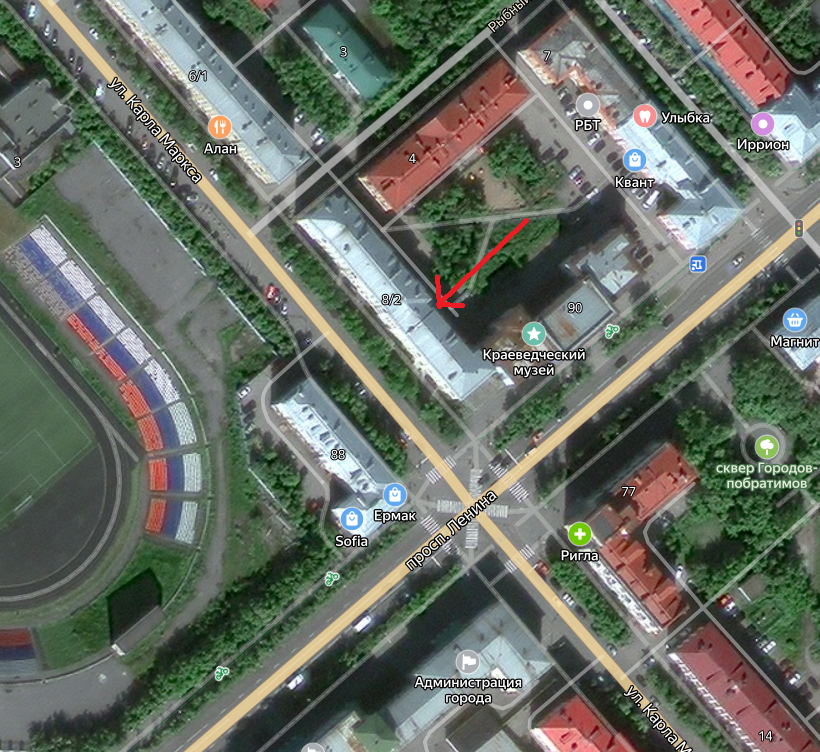 Рыбный
3
7
6/1
ул. Карла Маркса
Алан
РБТ
Улыбка
Иррион
4
3
Квант
8/2
90
Краеведческий
музей
Магнит
88
сквер Городов-
побратимов
77
Ермак
Sofia
просп. Ленина
Ригла
Администрация
города
ул. Карла М
14